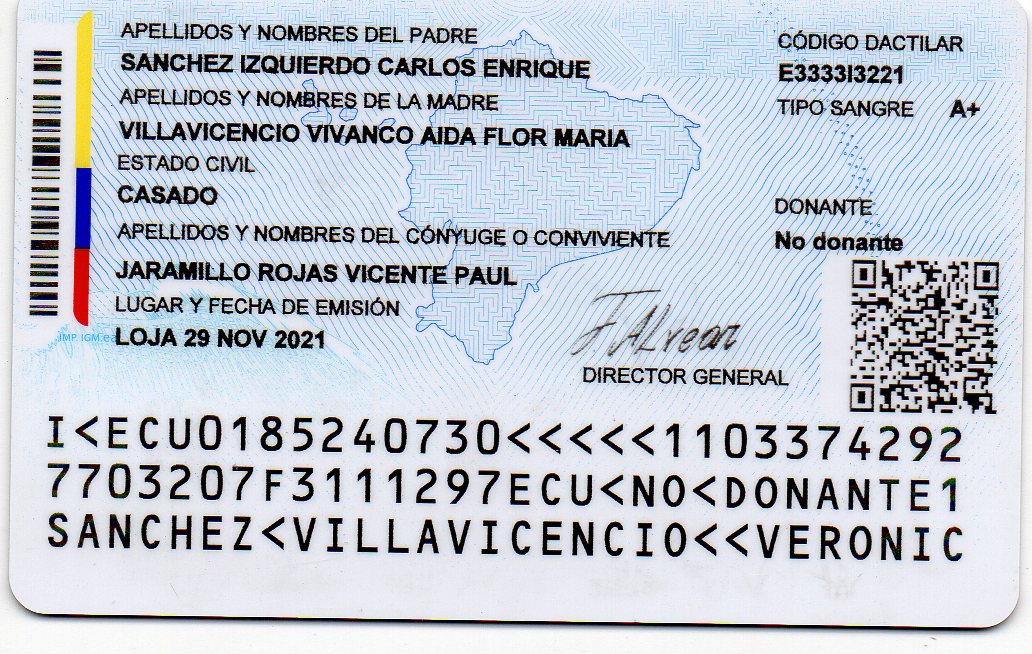 APELLIDOS Y NOMBRES DEL PADRE
SANCHEZ IZQUIERDO CARLOS ENRIQUE
APELLIDOS Y NOMBRES DE LA MADRE
VILLAVICENCIO VIVANCO AIDA FLOR MARIA
ESTADO CIVIL
CASADO
APELLIDOS Y NOMBRES DEL CÓNYUGE O CONVIVIENTE
JARAMILLO ROJAS VICENTE PAUL
LUGAR Y FECHA DE EMISIÓN
LOJA 29 NOV 2021
CÓDIGO DACTILAR
E3333I3221
TIPO SANGRE A+
DONANTE
No donante
F. ALvear
DIRECTOR GENERAL
IMP. IGM.ec
I<ECU0185240730<<<<<1103374292
7703207F3111297ECU<NO<DONANTE1
SANCHEZ<VILLAVICENCIO<<VERONIC